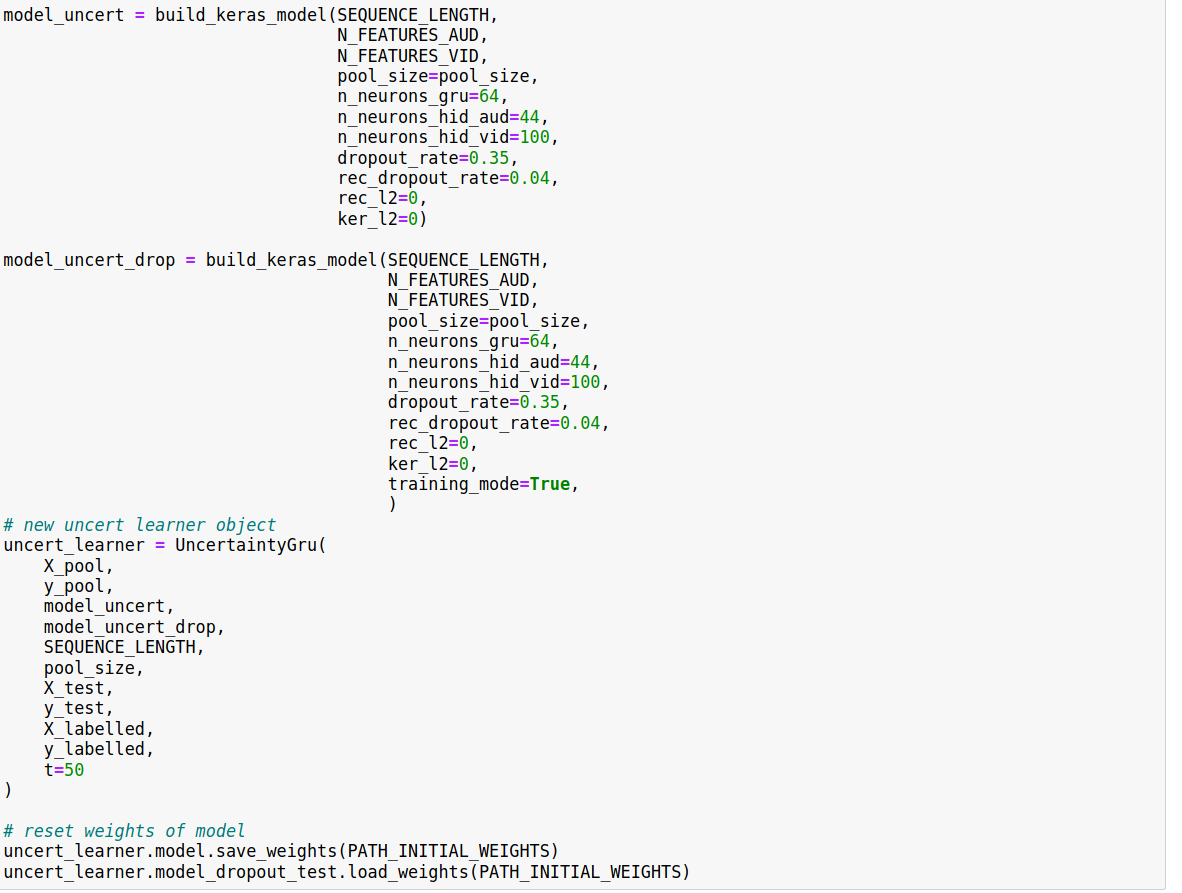 model_uncert = build_keras_model(SEQUENCE_LENGTH,
                                 N_FEATURES_AUD,
                                 N_FEATURES_VID,
                                 pool_size=pool_size,
                                 n_neurons_gru=64,
                                 n_neurons_hid_aud=44,
                                 n_neurons_hid_vid=100,
                                 dropout_rate=0.35,
                                 rec_dropout_rate=0.04,
                                 rec_l2=0,
                                 ker_l2=0)

model_uncert_drop = build_keras_model(SEQUENCE_LENGTH,
                                      N_FEATURES_AUD,
                                      N_FEATURES_VID,
                                      pool_size=pool_size,
                                      n_neurons_gru=64,
                                      n_neurons_hid_aud=44,
                                      n_neurons_hid_vid=100,
                                      dropout_rate=0.35,
                                      rec_dropout_rate=0.04,
                                      rec_l2=0,
                                      ker_l2=0,
                                      training_mode=True,
                                      )
# new uncert learner object
uncert_learner = UncertaintyGru(
    X_pool,
    y_pool,
    model_uncert,
    model_uncert_drop,
    SEQUENCE_LENGTH,
    pool_size,
    X_test,
    y_test,
    X_labelled,
    y_labelled,
    t=50
)

# reset weights of model
uncert_learner.model.save_weights(PATH_INITIAL_WEIGHTS)
uncert_learner.model_dropout_test.load_weights(PATH_INITIAL_WEIGHTS)